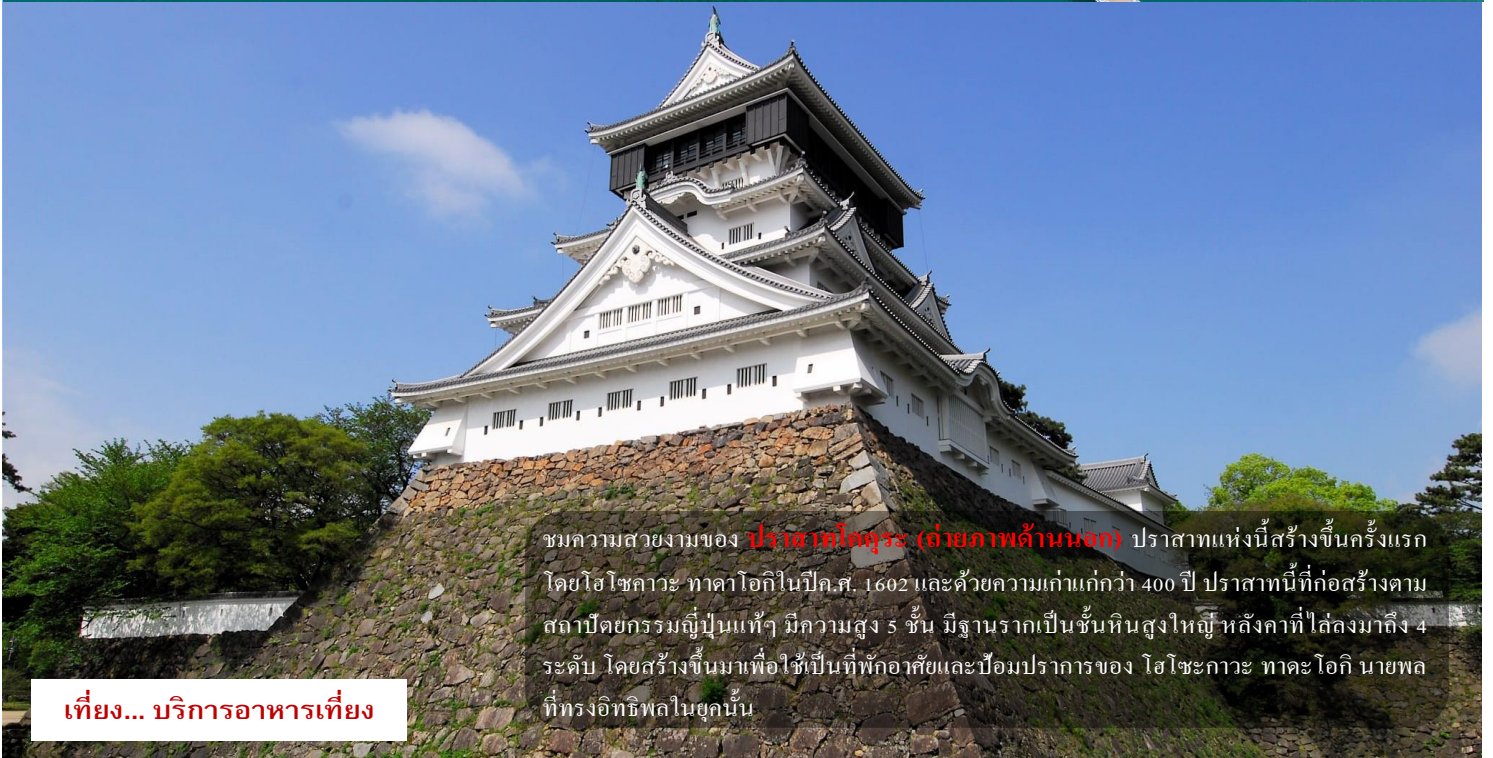 ชมความสวยงามของ ปราสาทโคคุระ (ถ่ายภาพด้านนอก) ปราสาทแห่งนี้สร้างขึ้นครั้งแรก
โดยโฮโซคาวะ ทาดาโอกิในปีค.ศ. 1602 และด้วยความเก่าแก่กว่า 400 ปี ปราสาทนี้ที่ก่อสร้างตาม
สถาปัตยกรรมญี่ปุ่นแท้ๆ มีความสูง 5 ชั้น มีฐานรากเป็นชั้นหินสูงใหญ่ หลังคาที่ไล่ลงมาถึง 4
ระดับ โดยสร้างขึ้นมาเพื่อใช้เป็นที่พักอาศัยและป้อมปราการของ โฮโซะกาวะ ทาดะโอกิ นายพล
ที่ทรงอิทธิพลในยุคนั้น
เที่ยง... บริการอาหารเที่ยง